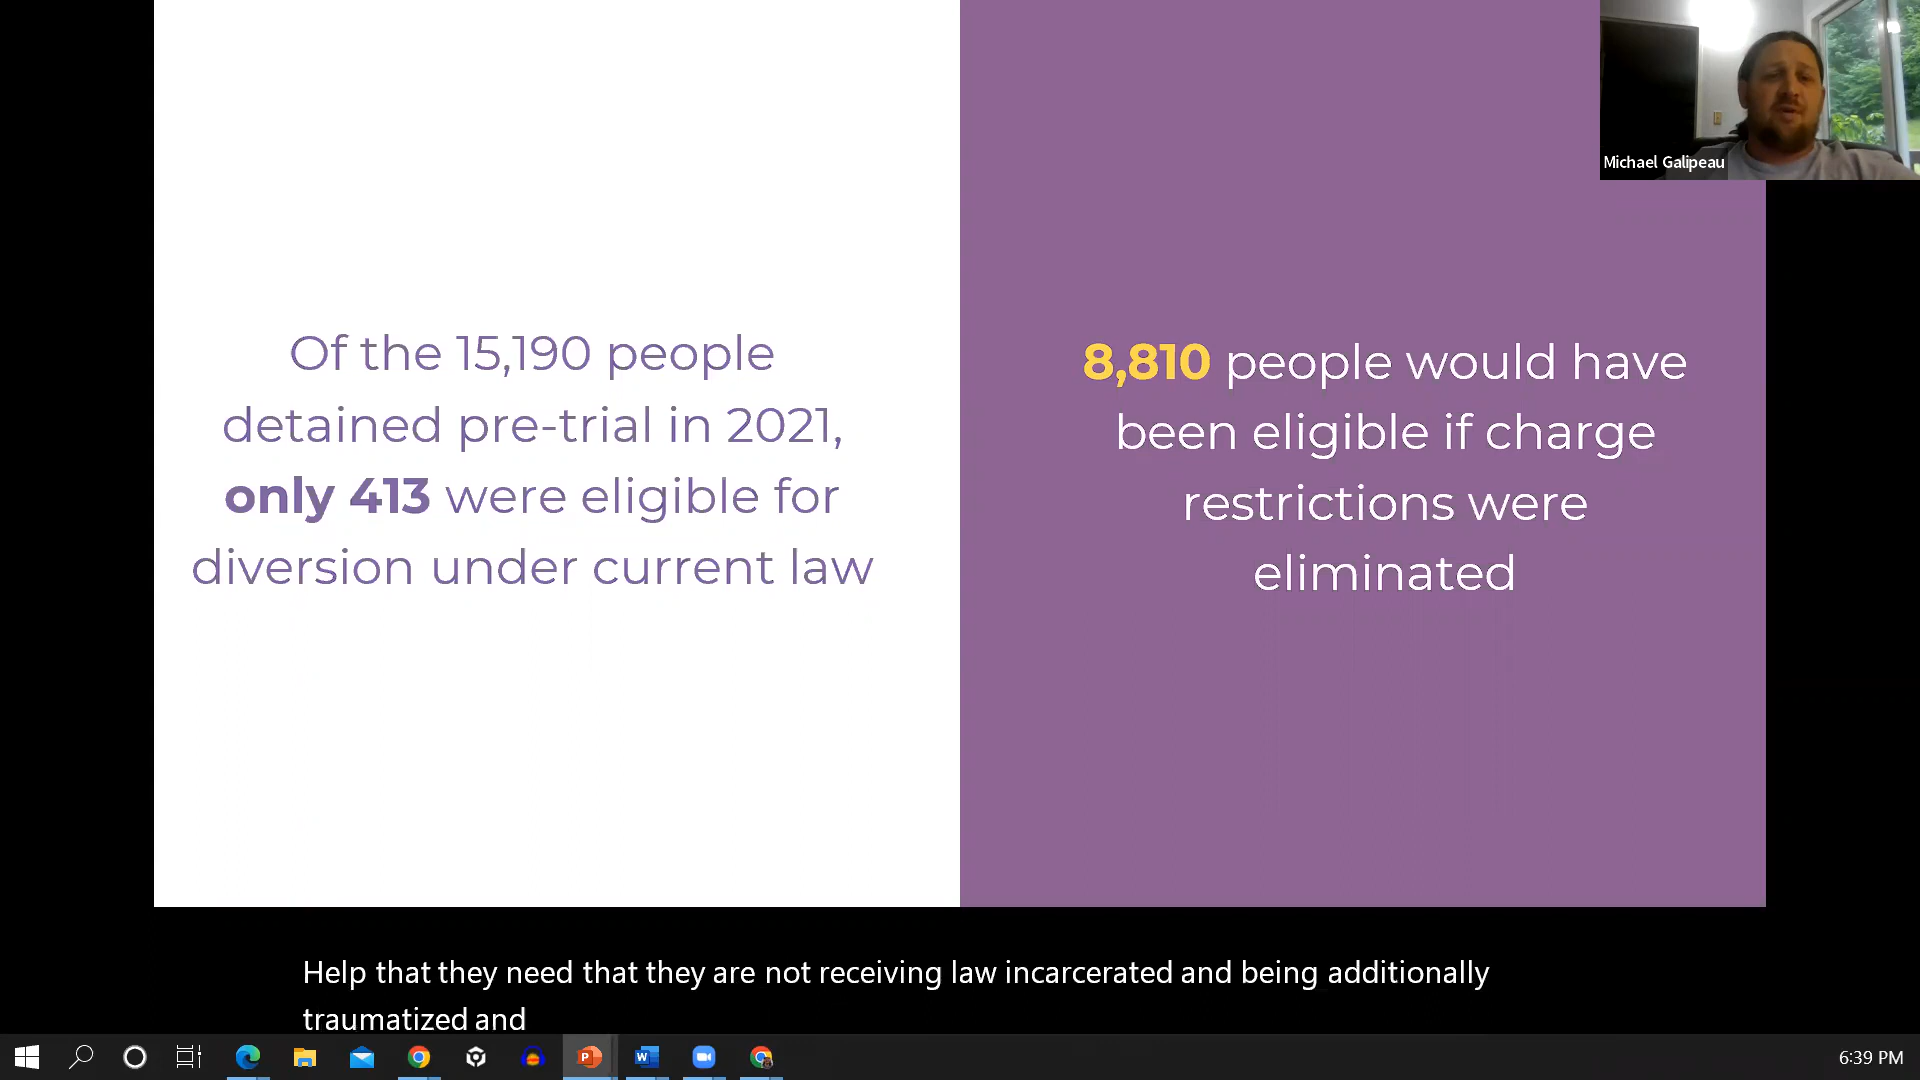 Of the 15,190 people
detained pre-trial in 2021,
only 413 were eligible for
diversion under current law
8,810 people would have
been eligible if charge
restrictions were
eliminated
Michael Galipeau
Help that they need that they are not receiving law incarcerated and being additionally
traumatized and
6:39 PM